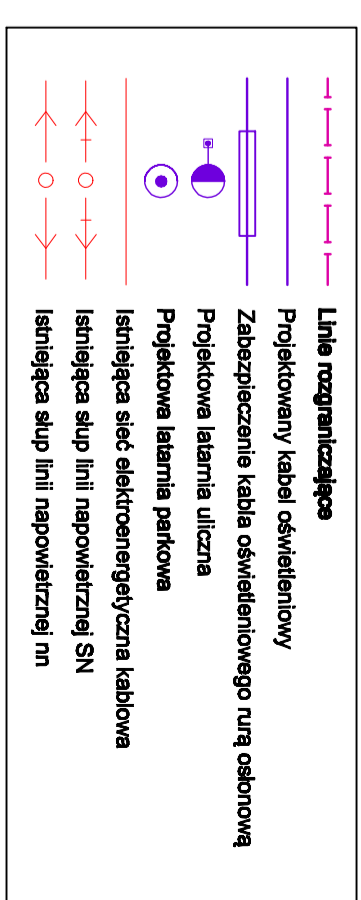 Linie rozgraniczające
Projektowany kabel oświetleniowy
Zabezpieczenie kabla oświetleniowego rurą osłonową
Projektowa latarnia uliczna
Projektowa latarnia parkowa
Istniejąca sieć elektroenergetyczna kablowa
Istniejąca słup linii napowietrznej SN
Istniejąca słup linii napowietrznej nn